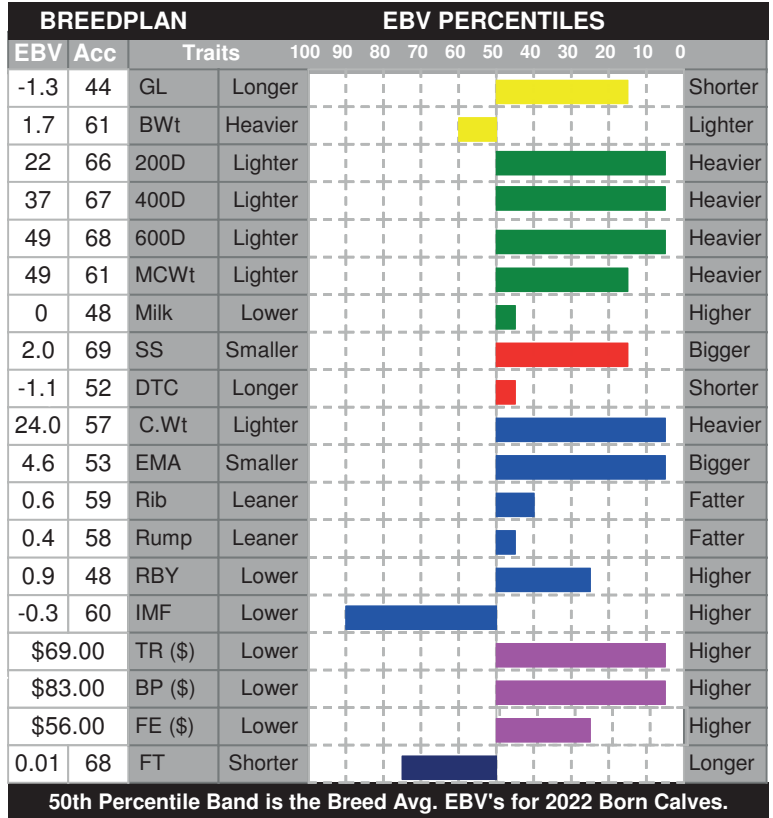 BREEDPLAN EBV PERCENTILES
EBV Acc Traits 100 90 80 70 60 50 40 30 20 10 0
-1.3 44 GL Longer Shorter
1.7 61 BWt Heavier Lighter
22 66 200D Lighter Heavier
37 67 400D Lighter Heavier
49 68 600D Lighter Heavier
49 61 MCWt Lighter Heavier
0 48 Milk Lower Higher
2.0 69 SS Smaller Bigger
-1.1 52 DTC Longer Shorter
24.0 57 C.Wt Lighter Heavier
4.6 53 EMA Smaller Bigger
0.6 59 Rib Leaner Fatter
0.4 58 Rump Leaner Fatter
0.9 48 RBY Lower Higher
-0.3 60 IMF Lower Higher
$69.00 TR ($) Lower Higher
$83.00 BP ($) Lower Higher
$56.00 FE ($) Lower Higher
0.01 68 FT Shorter Longer
50th Percentile Band is the Breed Avg. EBV's for 2022 Born Calves.